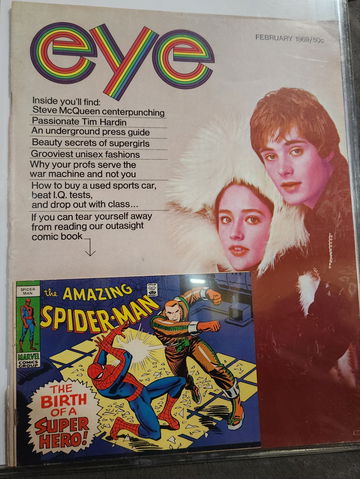 eye
FEBRUARY 1969/50¢
Inside you'll find:
Steve McQueen centerpunching
Passionate Tim Hardin
An underground press guide
Beauty secrets of supergirls
Grooviest unisex fashions
Why your profs serve the
war machine and not you
How to buy a used sports car,
beat I.Q. tests,
and drop out with class...
If you can tear yourself away
from reading our outasight
comic book
SPIDER
MAN
MARVEL
COMICS
GROUP
the AMAZING
SPIDER-MAN
THE
BIRTH
OF A
SUPER
HERO!